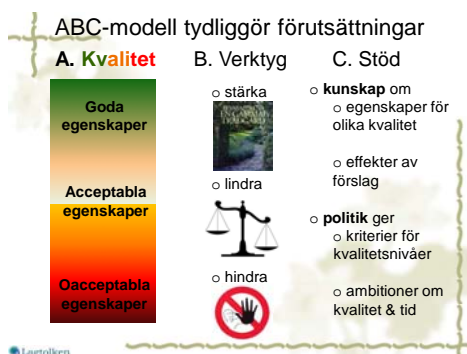 ABC-modell tydliggör förutsättningar
A. Kvalitet
B. Verktyg
C. Stöd
Goda
egenskaper
Acceptabla
egenskaper
Oacceptabla
egenskaper
o stärka
o lindra
o hindra
o kunskap om
o egenskaper för
olika kvalitet
o effekter av
förslag
o politik ger
o kriterier för
kvalitetsnivåer
o ambitioner om
kvalitet & tid
Lagtolken